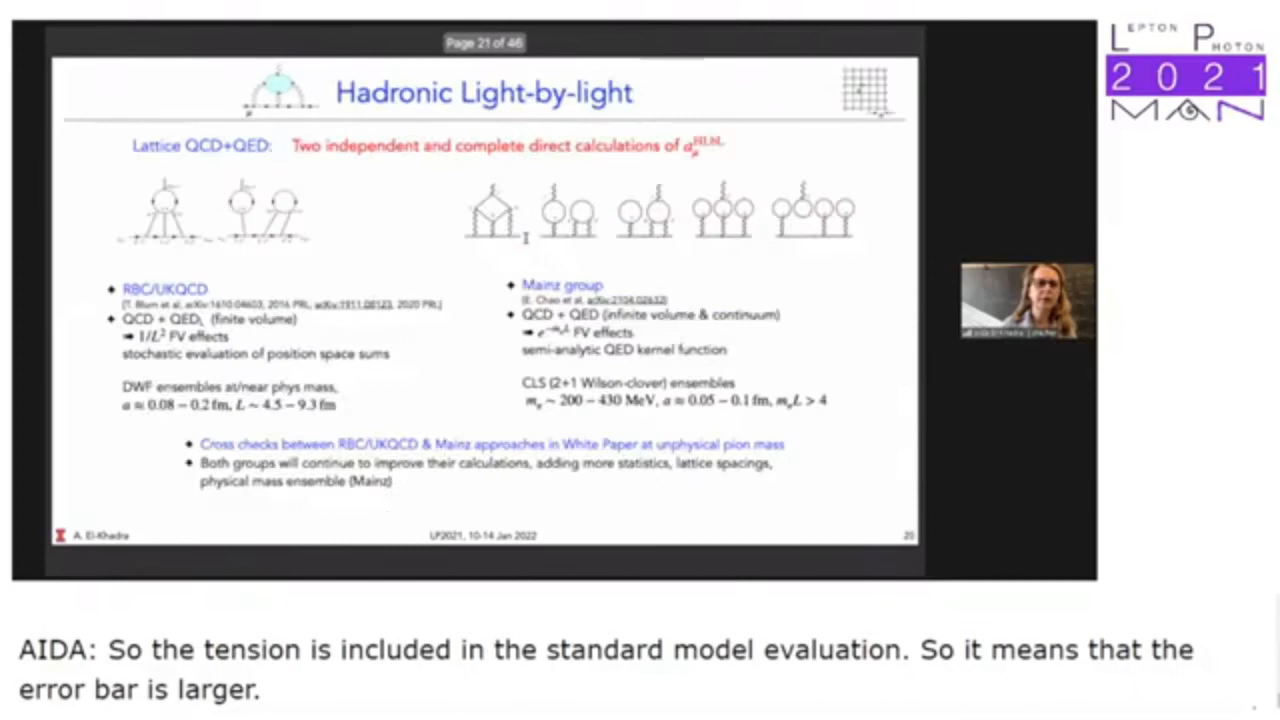 Page 21 of 46
LEPTON PHOTON
2021
MAN
Hadronic Light-by-light
Lattice QCD+QED: Two independent and complete direct calculations of a_μ^HLbL
RBC/UKQCD
[T. Blum et al, arXiv:1610.04603, 2016 PRL; arXiv:1911.08123, 2020 PRL]
QCD + QED_L (finite volume)
➡ 1/L² FV effects
stochastic evaluation of position space sums
DWF ensembles at/near phys mass,
a ≈ 0.08 − 0.2 fm, L ~ 4.5 − 9.3 fm
Mainz group
[E. Chao et al, arXiv:2104.02632]
QCD + QED (infinite volume & continuum)
➡ FV effects
semi-analytic QED kernel function
CLS (2+1 Wilson-clover) ensembles
m_π ~ 200 − 430 MeV, a ≈ 0.05 − 0.1 fm, m_π L > 4
Cross checks between RBC/UKQCD & Mainz approaches in White Paper at unphysical pion mass
Both groups will continue to improve their calculations, adding more statistics, lattice spacings,
physical mass ensemble (Mainz)
A. El-Khadra
LP2021, 10-14 Jan 2022
AIDA: So the tension is included in the standard model evaluation. So it means that the
error bar is larger.